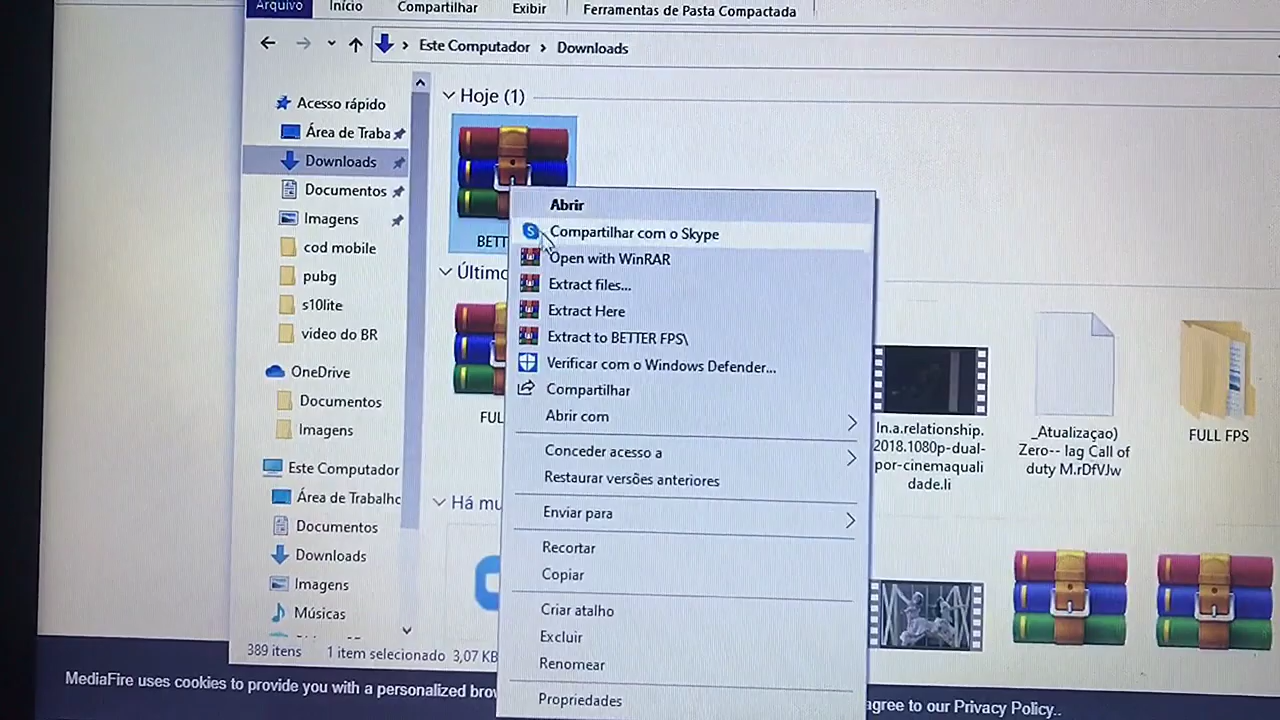 Arquivo Início Compartilhar Exibir Ferramentas de Pasta Compactada
Este Computador > Downloads
Acesso rápido
Área de Traba
Downloads
Documentos
Imagens
cod mobile
pubg
s10lite
video do BR
OneDrive
Documentos
Imagens
Este Computador
Área de Trabalho
Documentos
Downloads
Imagens
Músicas
389 itens 1 item selecionado 3,07 KB
Hoje (1)
BETT
Último
FUL
Há mu
Abrir
Compartilhar com o Skype
Open with WinRAR
Extract files...
Extract Here
Extract to BETTER FPS\
Verificar com o Windows Defender...
Compartilhar
Abrir com
Conceder acesso a
Restaurar versões anteriores
Enviar para
Recortar
Copiar
Criar atalho
Excluir
Renomear
Propriedades
In.a.relationship.
2018.1080p-dual-
por-cinemaquali
dade.li
_Atualizaçao)
Zero-- lag Call of
duty M.rDfVJw
FULL FPS
MediaFire uses cookies to provide you with a personalized brow
agree to our Privacy Policy..